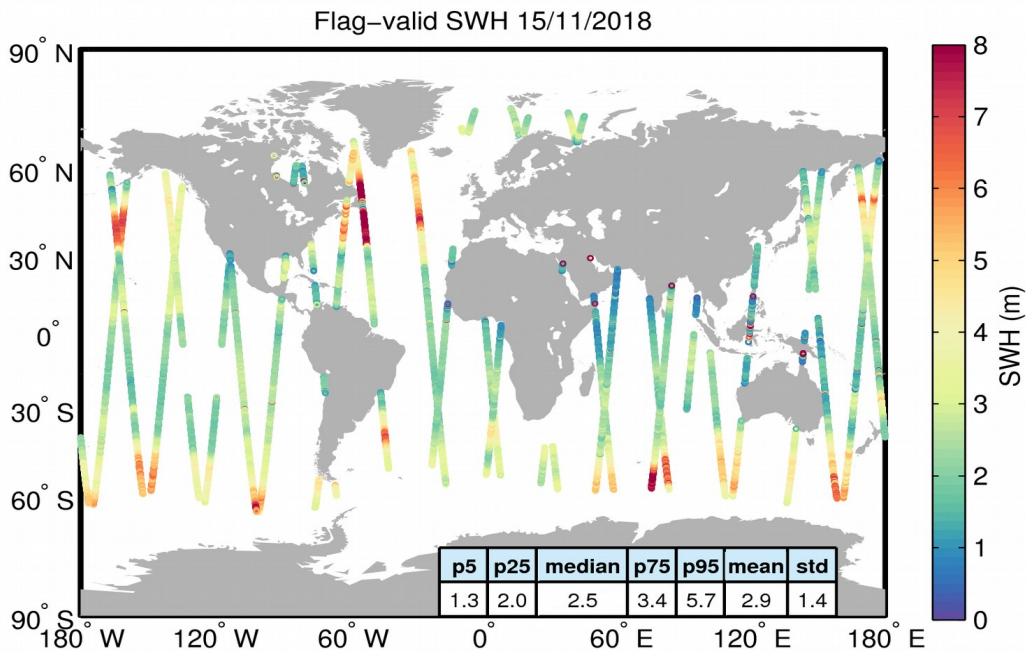 Flag−valid SWH 15/11/2018
90° N
60° N
30° N
0°
30° S
60° S
90° S
180° W
120° W
60° W
0°
60° E
120° E
180° E
p5 p25 median p75 p95 mean std
1.3 2.0 2.5 3.4 5.7 2.9 1.4
8
7
6
5
4
3
2
1
0
SWH (m)